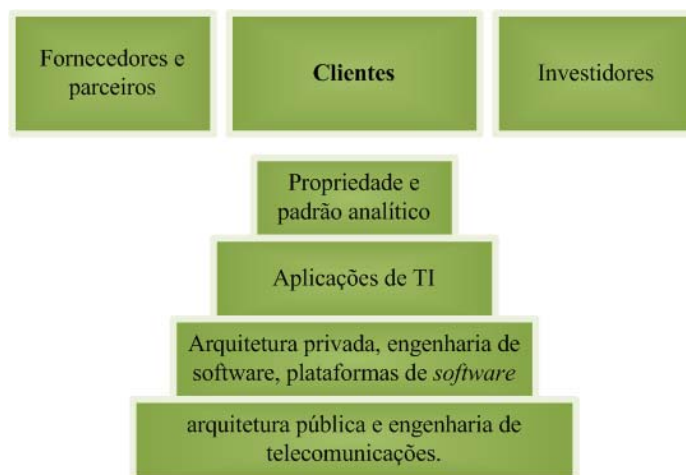 Fornecedores e
parceiros
Clientes
Investidores
Propriedade e
padrão analítico
Aplicações de TI
Arquitetura privada, engenharia de
software, plataformas de software
arquitetura pública e engenharia de
telecomunicações.